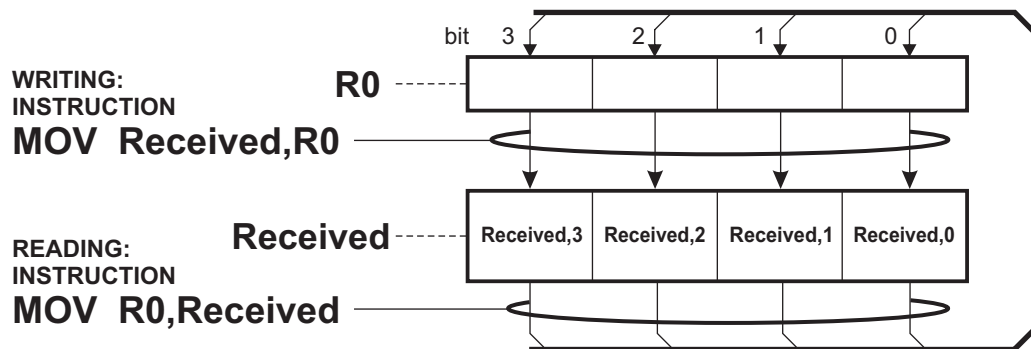 bit 3 2 1 0
WRITING:
INSTRUCTION
R0
MOV Received,R0
Received
Received,3 Received,2 Received,1 Received,0
READING:
INSTRUCTION
MOV R0,Received